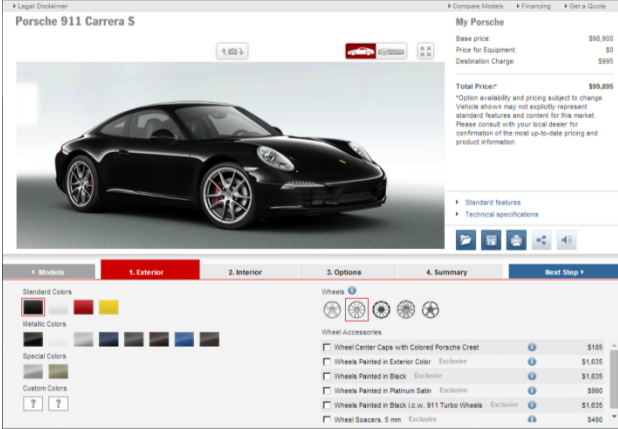 Legal Disclaimer
Compare Models Financing Get a Quote
Porsche 911 Carrera S
My Porsche
Base price: $98,900
Price for Equipment: $0
Destination Charge: $995
Total Price:* $99,895
*Option availability and pricing subject to change.
Vehicle shown may not explicitly represent
standard features and content for this market.
Please consult with your local dealer for
confirmation of the most up-to-date pricing and
product information.
Standard features
Technical specifications
Models
1. Exterior
2. Interior
3. Options
4. Summary
Next Step
Standard Colors
Metallic Colors
Special Colors
Custom Colors
? ?
Wheels i
Wheel Accessories
Wheel Center Caps with Colored Porsche Crest i $185
Wheels Painted in Exterior Color Exclusive i $1,635
Wheels Painted in Black Exclusive i $1,635
Wheels Painted in Platinum Satin Exclusive i $990
Wheels Painted in Black i.c.w. 911 Turbo Wheels Exclusive i $1,635
Wheel Spacers, 5 mm Exclusive i $490